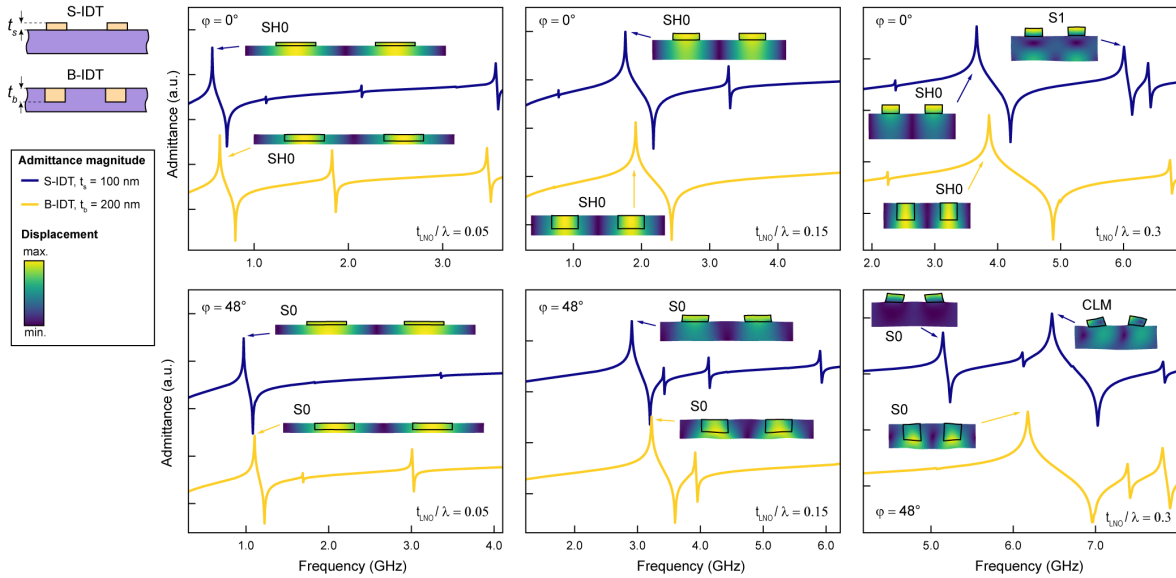 S-IDT
tₛ
B-IDT
t_b
Admittance magnitude
S-IDT, tₛ = 100 nm
B-IDT, t_b = 200 nm
Displacement
max.
min.
Admittance (a.u.)
φ = 0°
SH0
SH0
t_LNO / λ = 0.05
1.0 2.0 3.0
φ = 0°
SH0
SH0
t_LNO / λ = 0.15
1.0 2.0 3.0 4.0
φ = 0°
S1
SH0
SH0
t_LNO / λ = 0.3
2.0 3.0 4.0 5.0 6.0
Admittance (a.u.)
φ = 48°
S0
S0
t_LNO / λ = 0.05
1.0 2.0 3.0 4.0
Frequency (GHz)
φ = 48°
S0
S0
t_LNO / λ = 0.15
2.0 3.0 4.0 5.0 6.0
Frequency (GHz)
CLM
S0
S0
φ = 48°
t_LNO / λ = 0.3
5.0 6.0 7.0
Frequency (GHz)